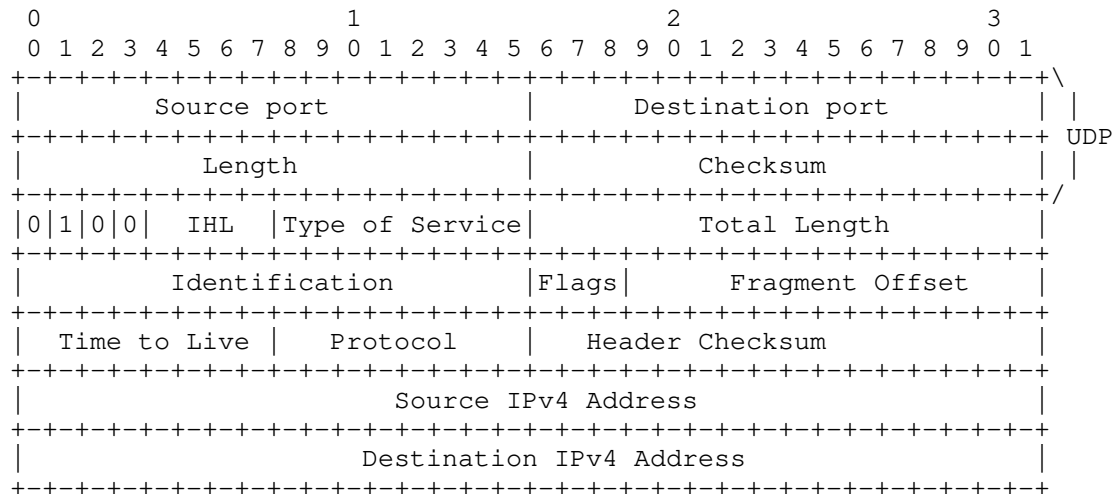 0                   1                   2                   3
0 1 2 3 4 5 6 7 8 9 0 1 2 3 4 5 6 7 8 9 0 1 2 3 4 5 6 7 8 9 0 1
+-+-+-+-+-+-+-+-+-+-+-+-+-+-+-+-+-+-+-+-+-+-+-+-+-+-+-+-+-+-+-+-+\
|        Source port            |      Destination port         | |
+-+-+-+-+-+-+-+-+-+-+-+-+-+-+-+-+-+-+-+-+-+-+-+-+-+-+-+-+-+-+-+-+ UDP
|           Length              |          Checksum             | |
+-+-+-+-+-+-+-+-+-+-+-+-+-+-+-+-+-+-+-+-+-+-+-+-+-+-+-+-+-+-+-+-+/
|0|1|0|0|  IHL  |Type of Service|          Total Length         |
+-+-+-+-+-+-+-+-+-+-+-+-+-+-+-+-+-+-+-+-+-+-+-+-+-+-+-+-+-+-+-+-+
|         Identification        |Flags|      Fragment Offset    |
+-+-+-+-+-+-+-+-+-+-+-+-+-+-+-+-+-+-+-+-+-+-+-+-+-+-+-+-+-+-+-+-+
|  Time to Live |   Protocol    |   Header Checksum             |
+-+-+-+-+-+-+-+-+-+-+-+-+-+-+-+-+-+-+-+-+-+-+-+-+-+-+-+-+-+-+-+-+
|                       Source IPv4 Address                     |
+-+-+-+-+-+-+-+-+-+-+-+-+-+-+-+-+-+-+-+-+-+-+-+-+-+-+-+-+-+-+-+-+
|                     Destination IPv4 Address                  |
+-+-+-+-+-+-+-+-+-+-+-+-+-+-+-+-+-+-+-+-+-+-+-+-+-+-+-+-+-+-+-+-+